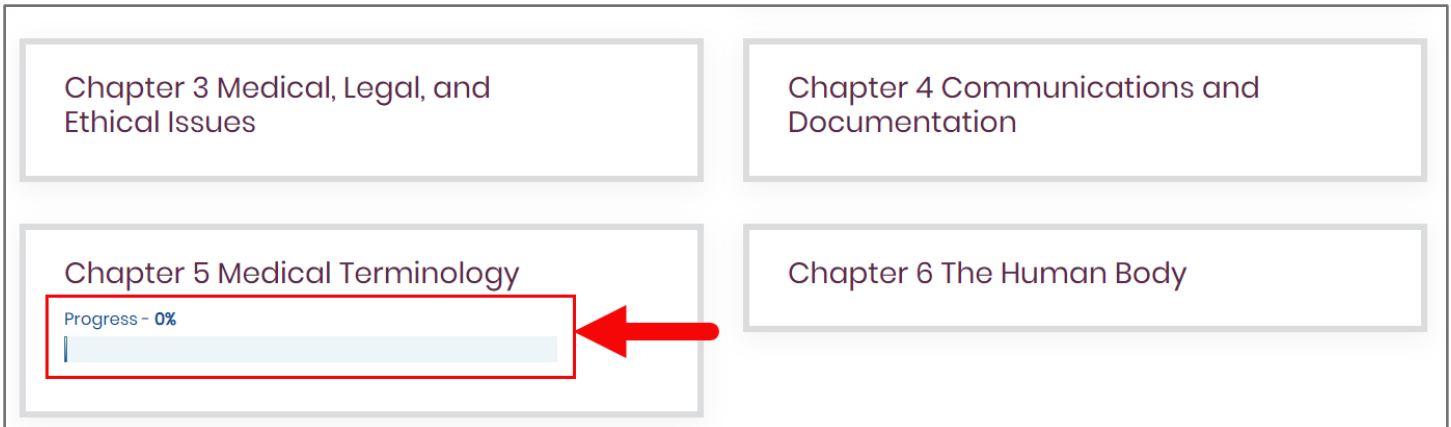 Chapter 3 Medical, Legal, and
Ethical Issues
Chapter 4 Communications and
Documentation
Chapter 5 Medical Terminology
Progress - 0%
Chapter 6 The Human Body